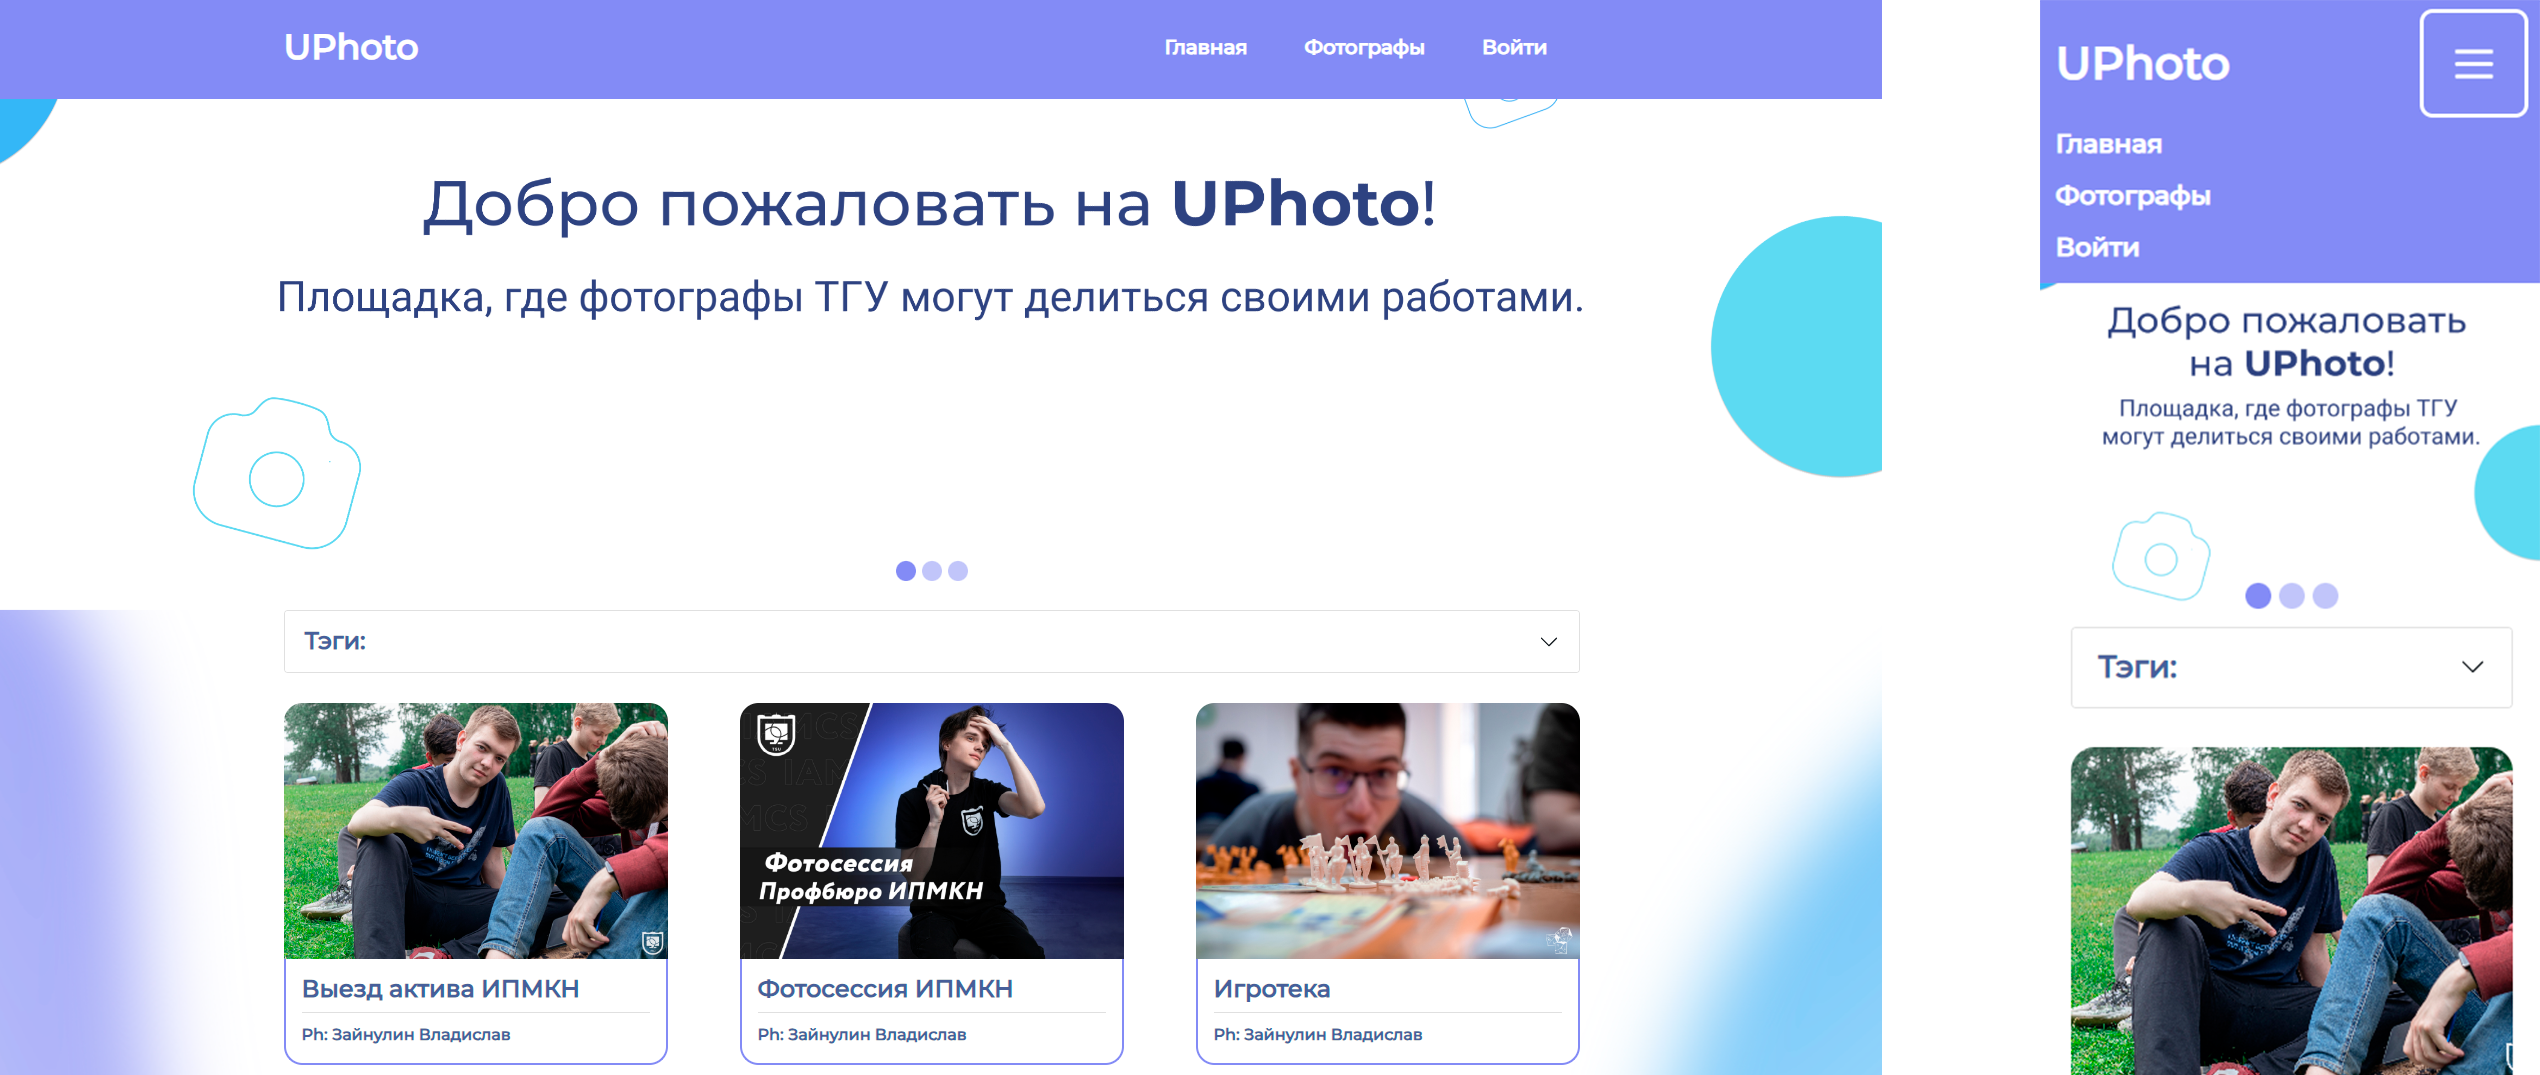 UPhoto
Главная
Фотографы
Войти
Добро пожаловать на UPhoto!
Площадка, где фотографы ТГУ могут делиться своими работами.
Тэги:
TSU
Фотосессия
Профбюро ИПМКН
Выезд актива ИПМКН
Ph: Зайнулин Владислав
Фотосессия ИПМКН
Ph: Зайнулин Владислав
Игротека
Ph: Зайнулин Владислав
UPhoto
Главная
Фотографы
Войти
Добро пожаловать
на UPhoto!
Площадка, где фотографы ТГУ
могут делиться своими работами.
Тэги: